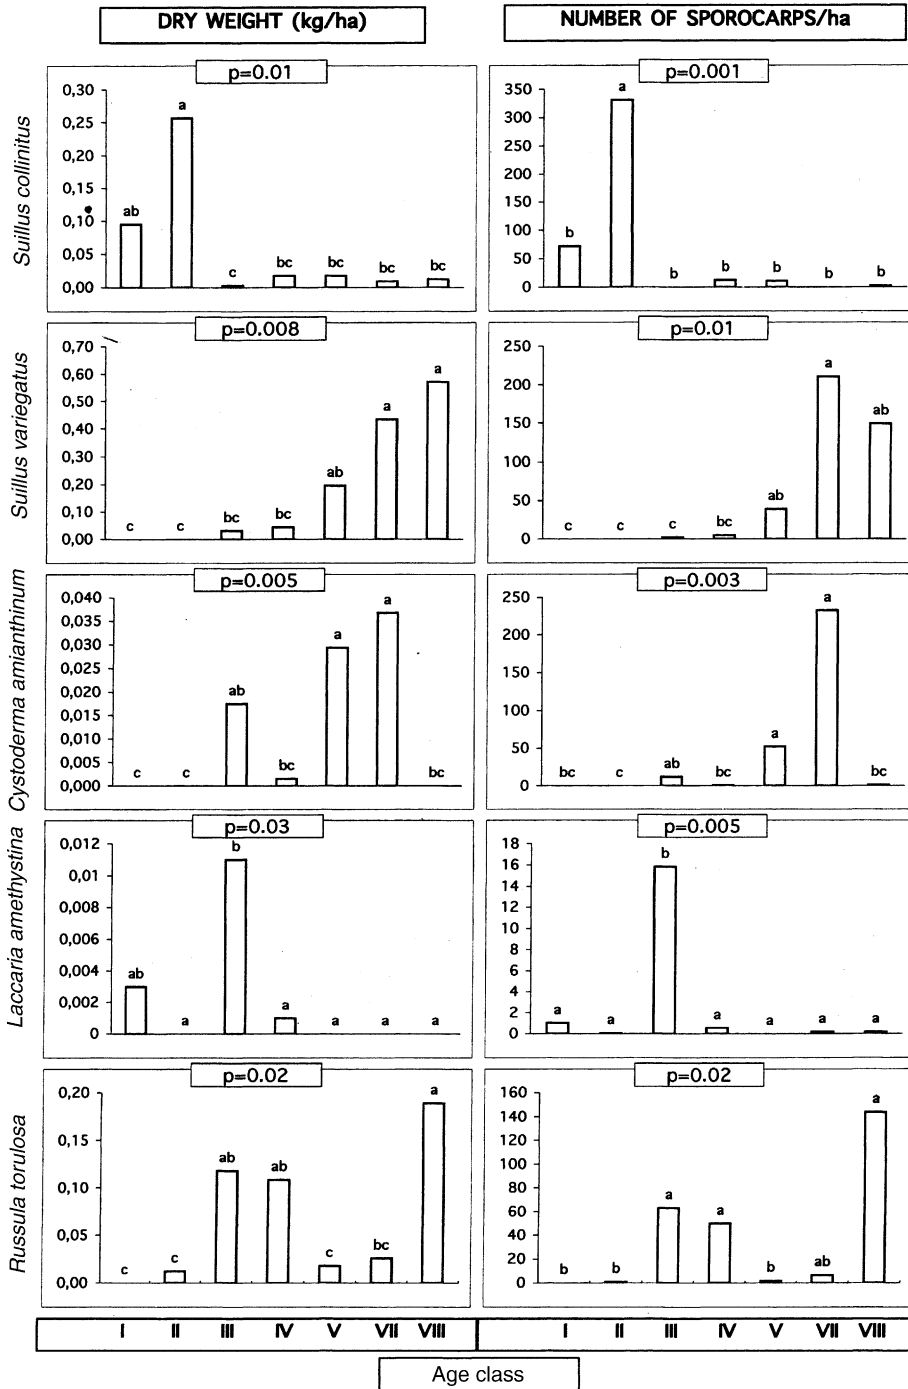 DRY WEIGHT (kg/ha)
NUMBER OF SPOROCARPS/ha
Suillus collinitus
p=0.01
0,30
0,25
0,20
0,15
0,10
0,05
0,00
ab
a
c
bc
bc
bc
bc
p=0.001
350
300
250
200
150
100
50
0
b
a
b
b
b
b
b
Suillus variegatus
p=0.008
0,70
0,60
0,50
0,40
0,30
0,20
0,10
0,00
c
c
bc
bc
ab
a
a
p=0.01
250
200
150
100
50
0
c
c
c
bc
ab
a
ab
Cystoderma amianthinum
p=0.005
0,040
0,035
0,030
0,025
0,020
0,015
0,010
0,005
0,000
c
c
ab
bc
a
a
bc
p=0.003
250
200
150
100
50
0
bc
c
ab
bc
a
a
bc
Laccaria amethystina
p=0.03
0,012
0,01
0,008
0,006
0,004
0,002
0
ab
a
b
a
a
a
a
p=0.005
18
16
14
12
10
8
6
4
2
0
a
a
b
a
a
a
a
Russula torulosa
p=0.02
0,20
0,15
0,10
0,05
0,00
c
c
ab
ab
c
bc
a
p=0.02
160
140
120
100
80
60
40
20
0
b
b
a
a
b
ab
a
I II III IV V VII VIII
I II III IV V VII VIII
Age class